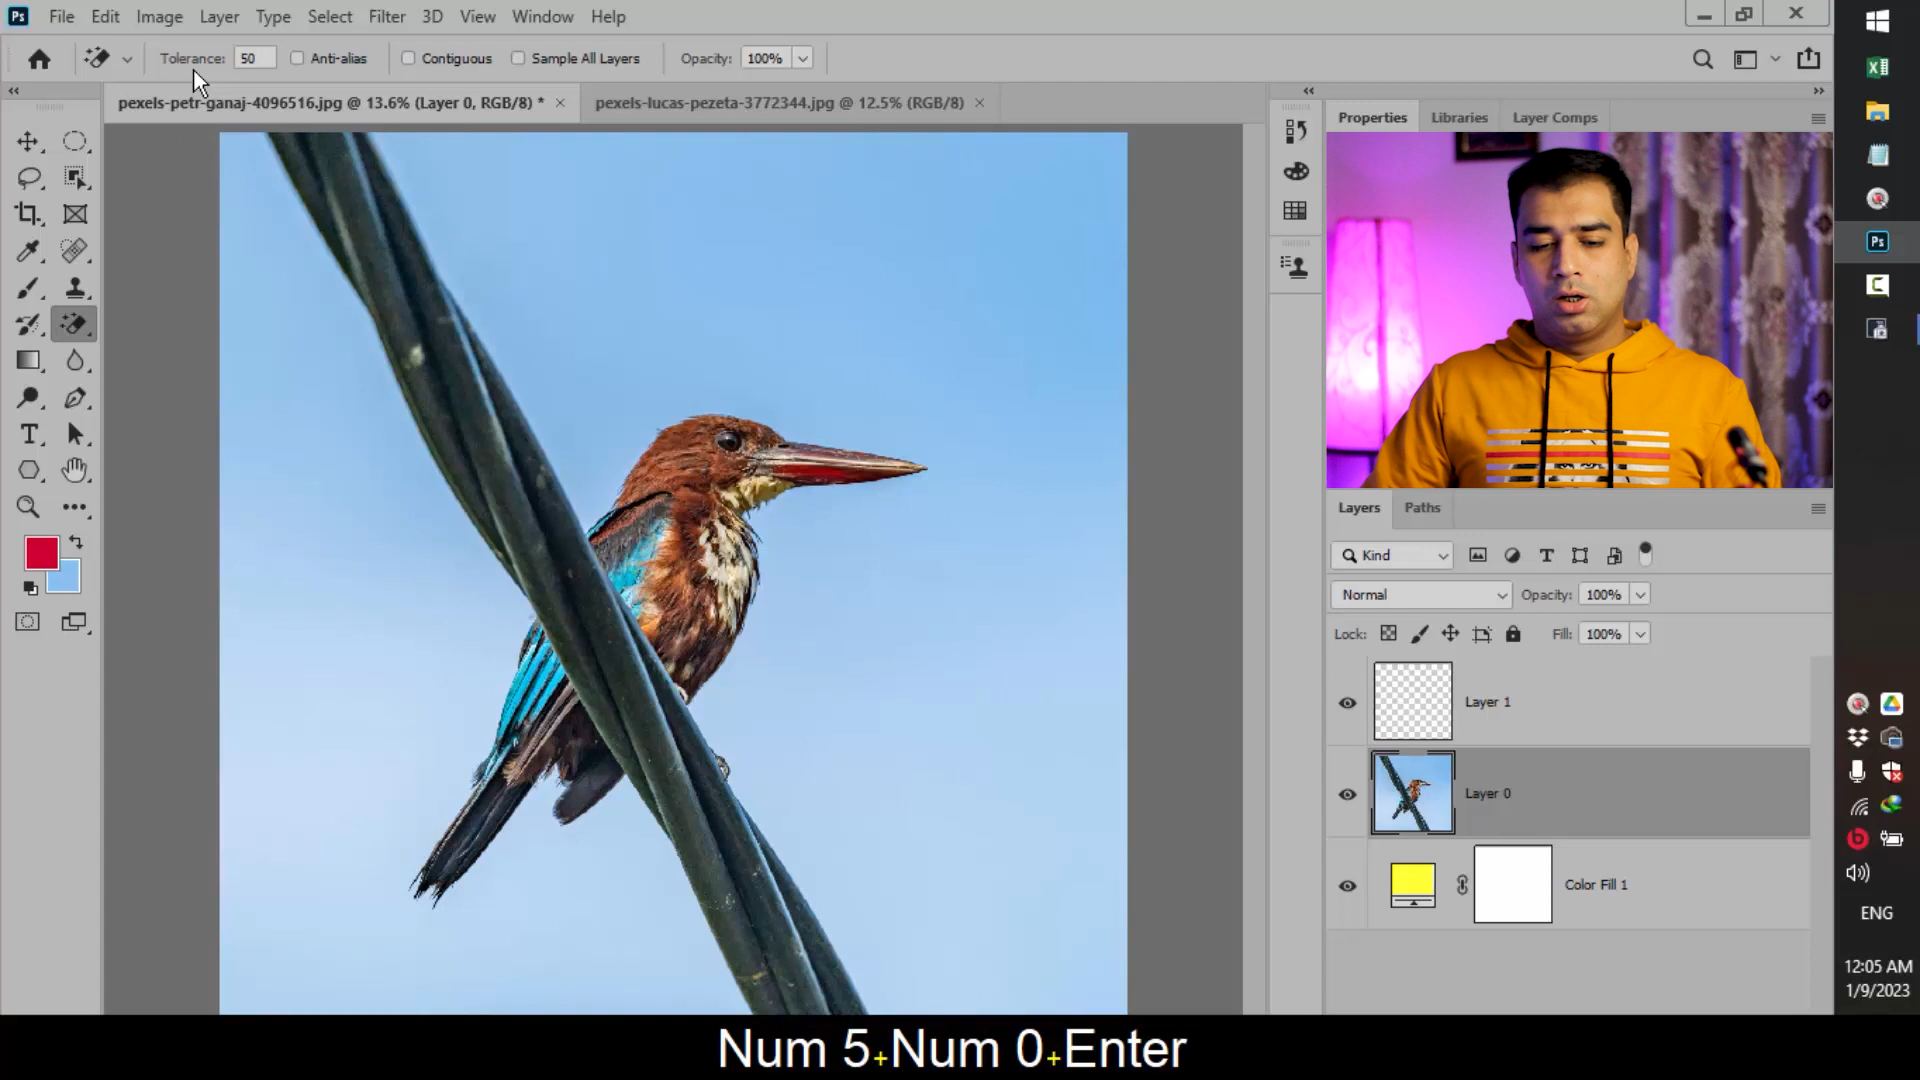 Ps File Edit Image Layer Type Select Filter 3D View Window Help
Tolerance: 50 Anti-alias Contiguous Sample All Layers Opacity: 100%
pexels-petr-ganaj-4096516.jpg @ 13.6% (Layer 0, RGB/8) * × pexels-lucas-pezeta-3772344.jpg @ 12.5% (RGB/8) ×
Properties Libraries Layer Comps
Ps
Layers Paths
Kind
Normal Opacity: 100%
Lock: Fill: 100%
Layer 1
Layer 0
Color Fill 1
ENG
12:05 AM
1/9/2023
Num 5+Num 0+Enter